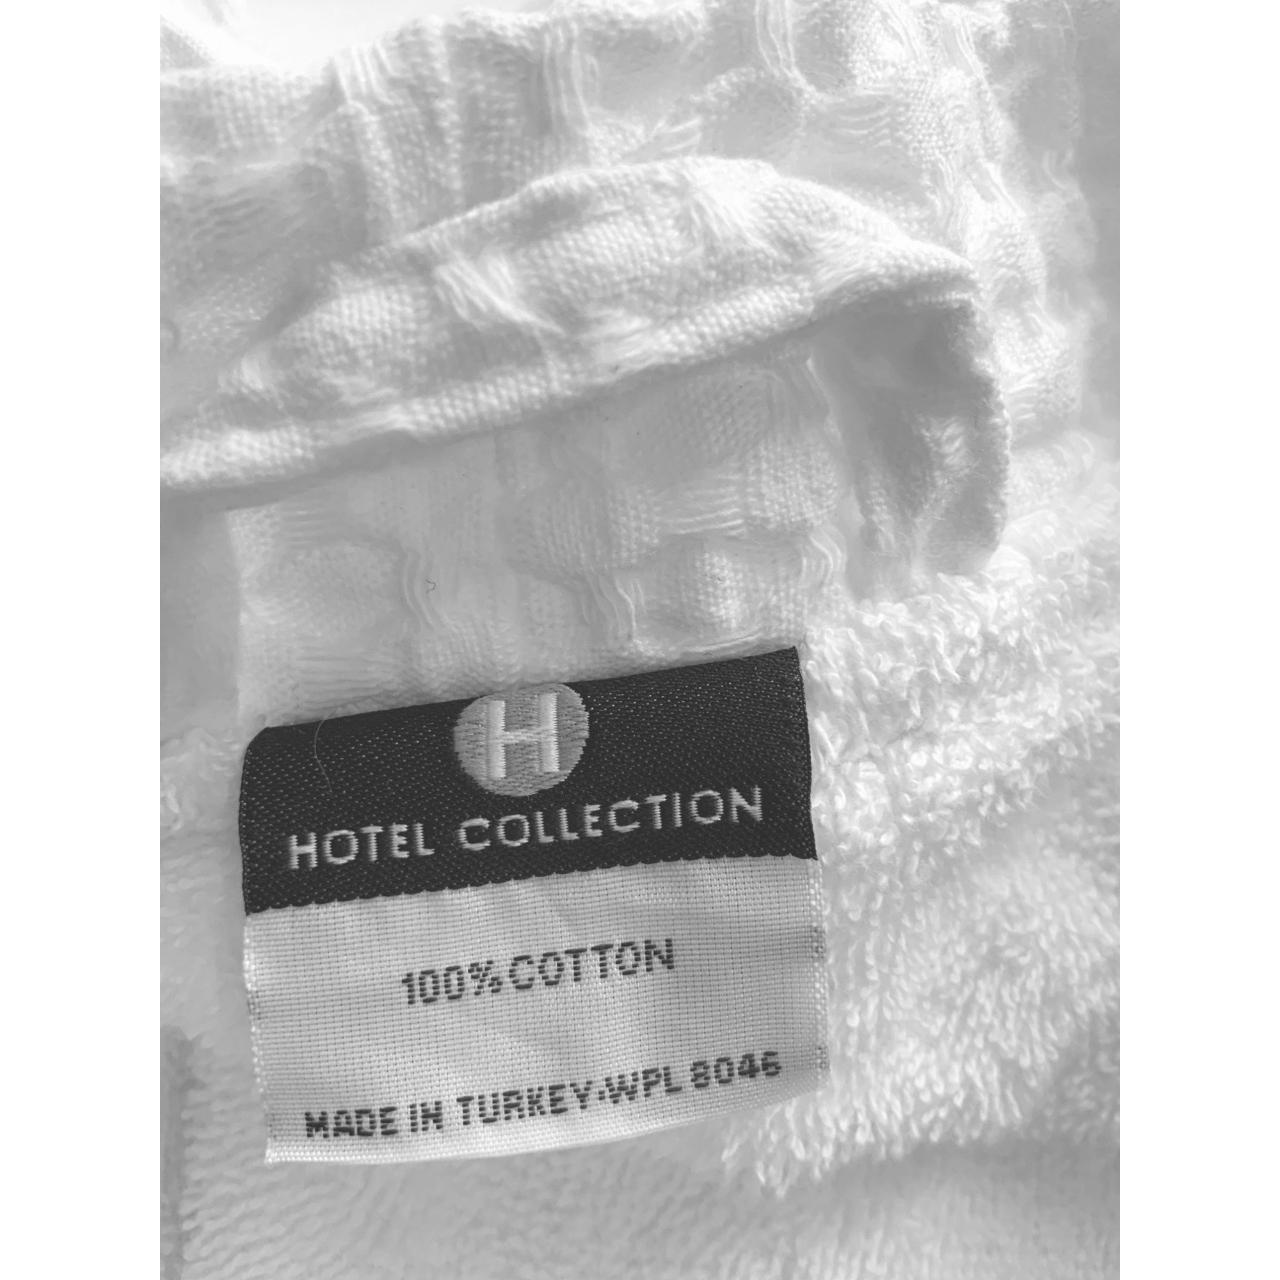 H
HOTEL COLLECTION
100% COTTON
MADE IN TURKEY·WPL 8046